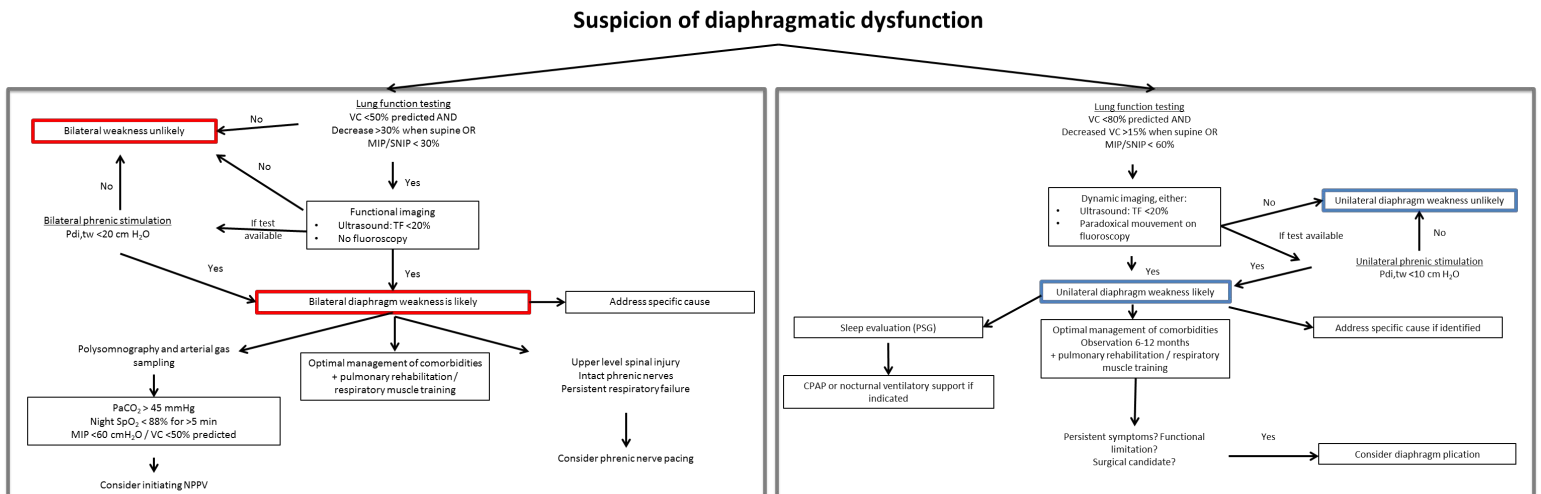 Suspicion of diaphragmatic dysfunction
Lung function testing
VC <50% predicted AND
Decrease >30% when supine OR
MIP/SNIP < 30%
No
Bilateral weakness unlikely
No
Yes
No
Functional imaging
• Ultrasound: TF <20%
• No fluoroscopy
If test
available
Bilateral phrenic stimulation
Pdi,tw <20 cm H₂O
Yes
Yes
Bilateral diaphragm weakness is likely
Address specific cause
Polysomnography and arterial gas
sampling
Optimal management of comorbidities
+ pulmonary rehabilitation /
respiratory muscle training
Upper level spinal injury
Intact phrenic nerves
Persistent respiratory failure
PaCO₂ > 45 mmHg
Night SpO₂ < 88% for >5 min
MIP <60 cmH₂O / VC <50% predicted
Consider phrenic nerve pacing
Consider initiating NPPV
Lung function testing
VC <80% predicted AND
Decreased VC >15% when supine OR
MIP/SNIP < 60%
Dynamic imaging, either:
• Ultrasound: TF <20%
• Paradoxical mouvement on
fluoroscopy
No
Unilateral diaphragm weakness unlikely
If test available
No
Unilateral phrenic stimulation
Pdi,tw <10 cm H₂O
Yes
Yes
Unilateral diaphragm weakness likely
Sleep evaluation (PSG)
Optimal management of comorbidities
Observation 6-12 months
+ pulmonary rehabilitation / respiratory
muscle training
Address specific cause if identified
CPAP or nocturnal ventilatory support if
indicated
Persistent symptoms? Functional
limitation?
Surgical candidate?
Yes
Consider diaphragm plication